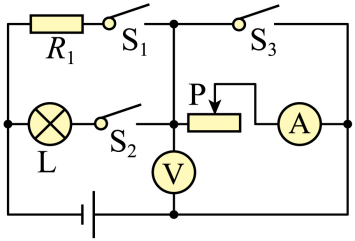 R₁ S₁ S₃
P A
L S₂
V